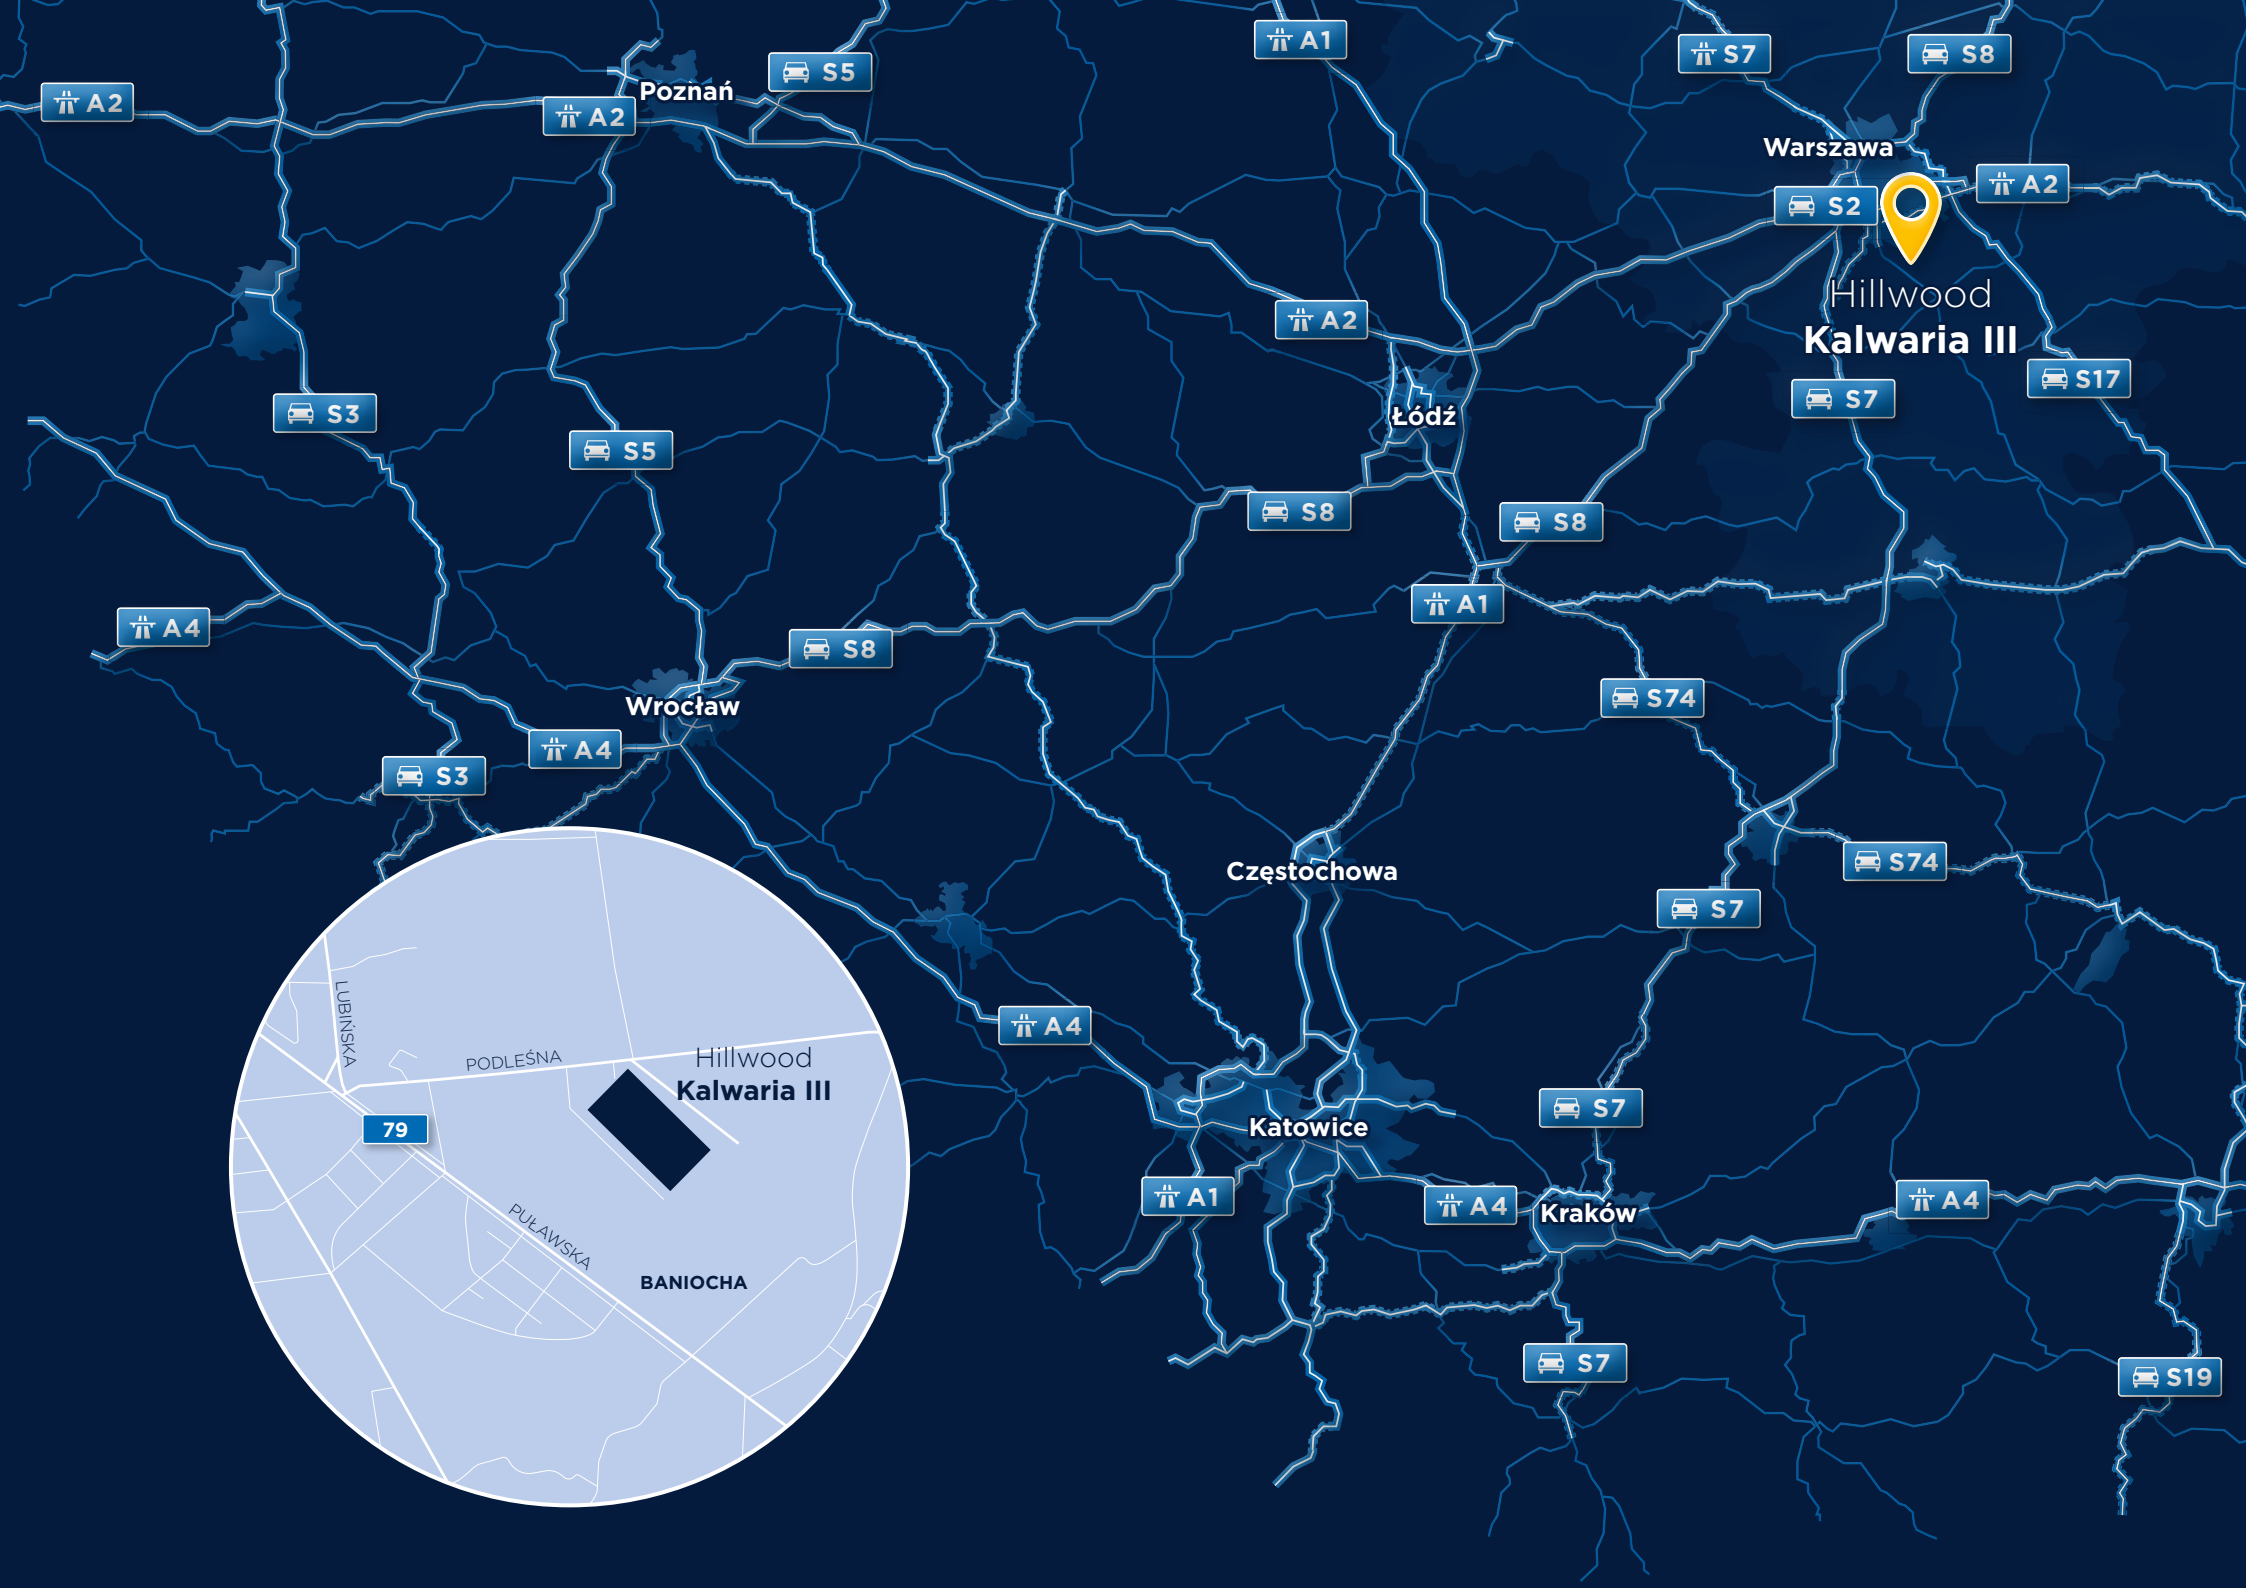 A1
S7
S8
S5
Poznań
A2
A2
Warszawa
A2
S2
Hillwood
Kalwaria III
A2
S17
S7
S3
Łódź
S5
S8
S8
A1
A4
S8
S74
Wrocław
A4
S3
S74
Częstochowa
S7
A4
LUBIŃSKA
PODLEŚNA
Hillwood
Kalwaria III
79
PUŁAWSKA
BANIOCHA
S7
Katowice
A1
A4
Kraków
A4
S7
S19